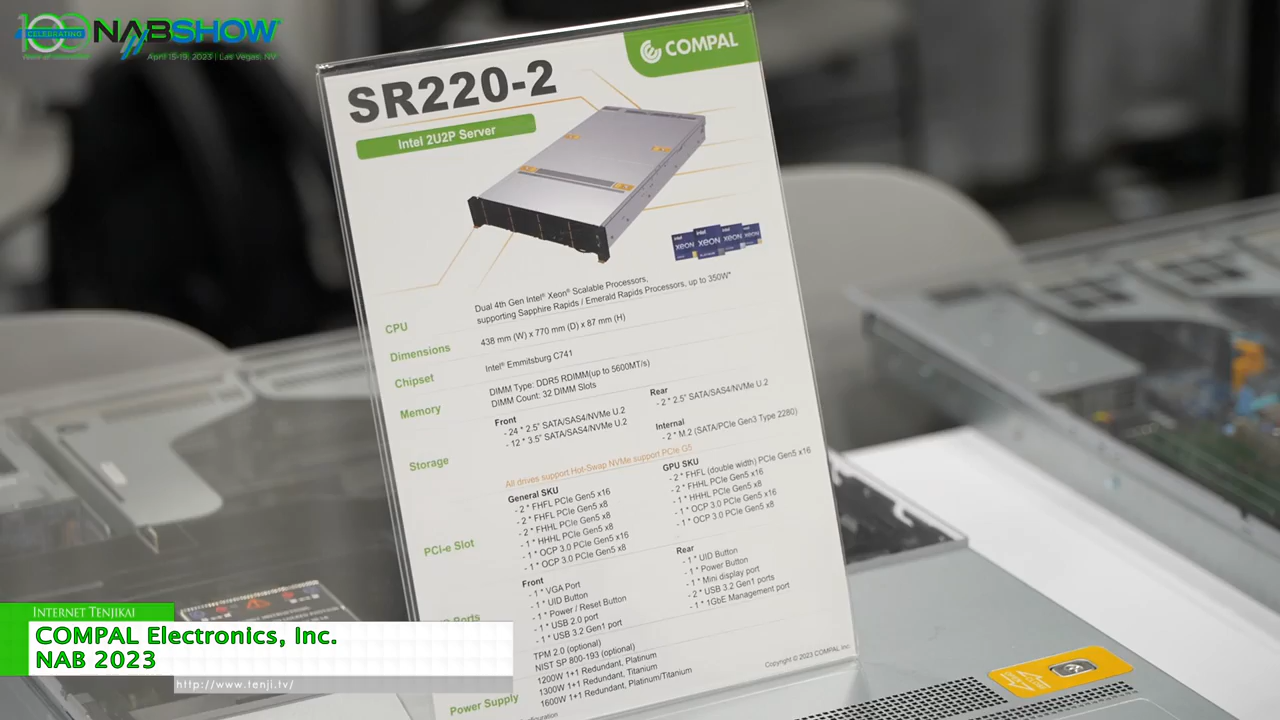 100 NAB SHOW
CELEBRATING
April 15-19, 2023 | Las Vegas, NV
COMPAL
SR220-2
Intel 2U2P Server
intel XEON intel XEON intel XEON intel XEON
CPU
Dual 4th Gen Intel® Xeon® Scalable Processors,
supporting Sapphire Rapids / Emerald Rapids Processors, up to 350W*
Dimensions
438 mm (W) x 770 mm (D) x 87 mm (H)
Chipset
Intel® Emmitsburg C741
Memory
DIMM Type: DDR5 RDIMM(up to 5600MT/s)
DIMM Count: 32 DIMM Slots
Storage
Front
- 24 * 2.5" SATA/SAS4/NVMe U.2
- 12 * 3.5" SATA/SAS4/NVMe U.2
Rear
- 2 * 2.5" SATA/SAS4/NVMe U.2
Internal
- 2 * M.2 (SATA/PCIe Gen3 Type 2280)
All drives support Hot-Swap NVMe support PCIe G5
PCI-e Slot
General SKU
- 2 * FHFL PCIe Gen5 x16
- 2 * FHFL PCIe Gen5 x8
- 2 * FHHL PCIe Gen5 x8
- 1 * HHHL PCIe Gen5 x8
- 1 * OCP 3.0 PCIe Gen5 x16
- 1 * OCP 3.0 PCIe Gen5 x8
GPU SKU
- 2 * FHFL (double width) PCIe Gen5 x16
- 2 * FHHL PCIe Gen5 x16
- 1 * HHHL PCIe Gen5 x8
- 1 * OCP 3.0 PCIe Gen5 x16
- 1 * OCP 3.0 PCIe Gen5 x8
Ports
Front
- 1 * VGA Port
- 1 * UID Button
- 1 * Power / Reset Button
- 1 * USB 2.0 port
- 1 * USB 3.2 Gen1 port
Rear
- 1 * UID Button
- 1 * Power Button
- 1 * Mini display port
- 2 * USB 3.2 Gen1 ports
- 1 * 1GbE Management port
TPM 2.0 (optional)
NIST SP 800-193 (optional)
Power Supply
1200W 1+1 Redundant, Platinum
1300W 1+1 Redundant, Titanium
1600W 1+1 Redundant, Platinum/Titanium
Copyright © 2023 COMPAL Inc.
INTERNET TENJIKAI
COMPAL Electronics, Inc.
NAB 2023
http://www.tenji.tv/